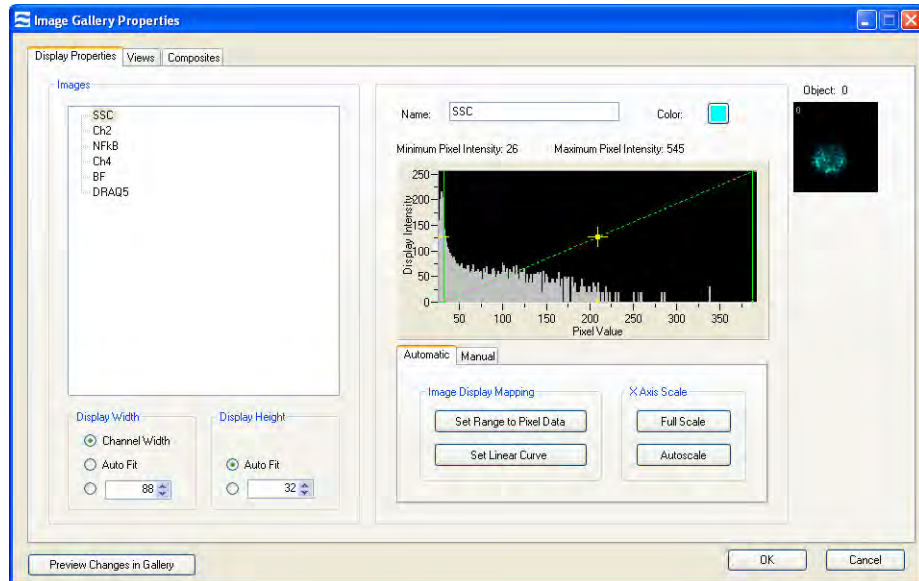 Image Gallery Properties
Display Properties Views Composites
Images
SSC
Ch2
NFkB
Ch4
BF
DRAQ5
Display Width
Channel Width
Auto Fit
88
Display Height
Auto Fit
32
Name: SSC Color:
Minimum Pixel Intensity: 26 Maximum Pixel Intensity: 545
Display Intensity
250
200
150
100
50
0
50 100 150 200 250 300 350
Pixel Value
Automatic Manual
Image Display Mapping
Set Range to Pixel Data
Set Linear Curve
X Axis Scale
Full Scale
Autoscale
Object: 0
0
Preview Changes in Gallery
OK Cancel